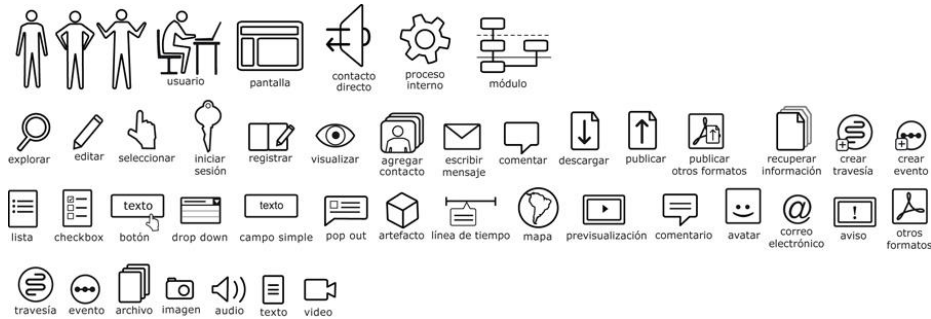 usuario
pantalla
contacto
directo
proceso
interno
módulo
explorar
editar
seleccionar
iniciar
sesión
registrar
visualizar
agregar
contacto
escribir
mensaje
comentar
descargar
publicar
publicar
otros formatos
recuperar
información
crear
travesía
crear
evento
texto
texto
@
!
lista
checkbox
botón
drop down
campo simple
pop out
artefacto
línea de tiempo
mapa
previsualización
comentario
avatar
correo
electrónico
aviso
otros
formatos
travesía
evento
archivo
imagen
audio
texto
video